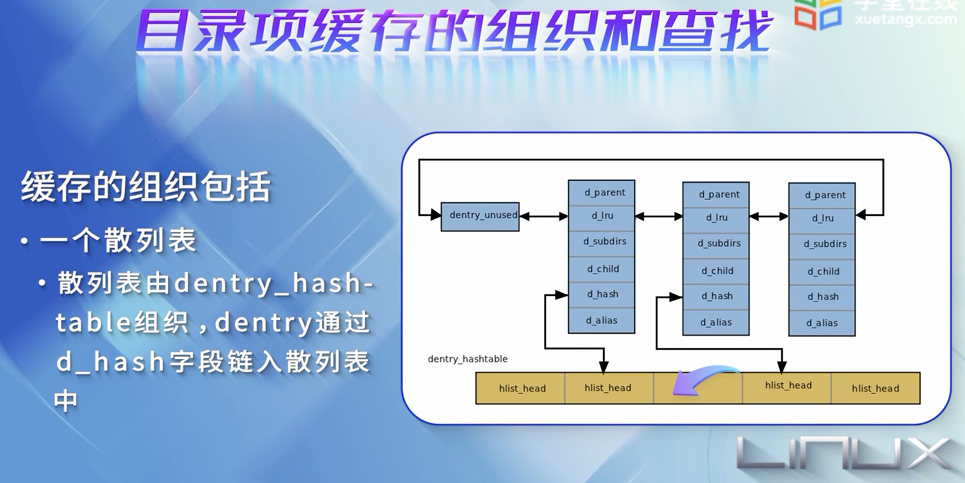 目录项缓存的组织和查找
学堂在线
xuetangx.com
缓存的组织包括
• 一个散列表
• 散列表由dentry_hash-
table组织,dentry通过
d_hash字段链入散列表
中
dentry_unused
d_parent
d_lru
d_subdirs
d_child
d_hash
d_alias
d_parent
d_lru
d_subdirs
d_child
d_hash
d_alias
d_parent
d_lru
d_subdirs
d_child
d_hash
d_alias
dentry_hashtable
hlist_head
hlist_head
hlist_head
hlist_head
LINUX